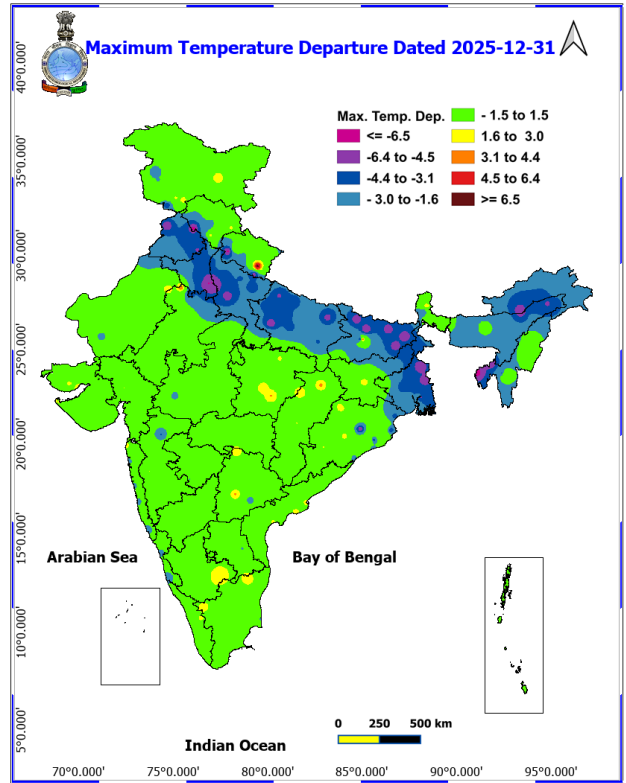 Maximum Temperature Departure Dated 2025-12-31
Max. Temp. Dep.
<= -6.5
-6.4 to -4.5
-4.4 to -3.1
- 3.0 to -1.6
- 1.5 to 1.5
1.6 to 3.0
3.1 to 4.4
4.5 to 6.4
>= 6.5
40°0.000'
35°0.000'
30°0.000'
25°0.000'
20°0.000'
15°0.000'
10°0.000'
5°0.000'
Arabian Sea
Bay of Bengal
Indian Ocean
0 250 500 km
70°0.000' 75°0.000' 80°0.000' 85°0.000' 90°0.000' 95°0.000'